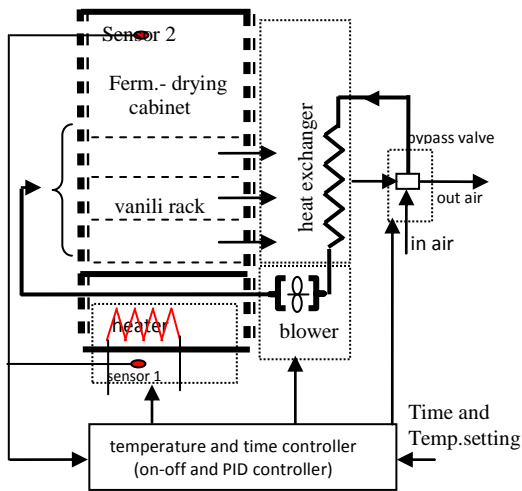 Sensor 2
Ferm.- drying
cabinet
vanili rack
heat exchanger
bypass valve
out air
in air
blower
heater
sensor 1
Time and
Temp.setting
temperature and time controller
(on-off and PID controller)